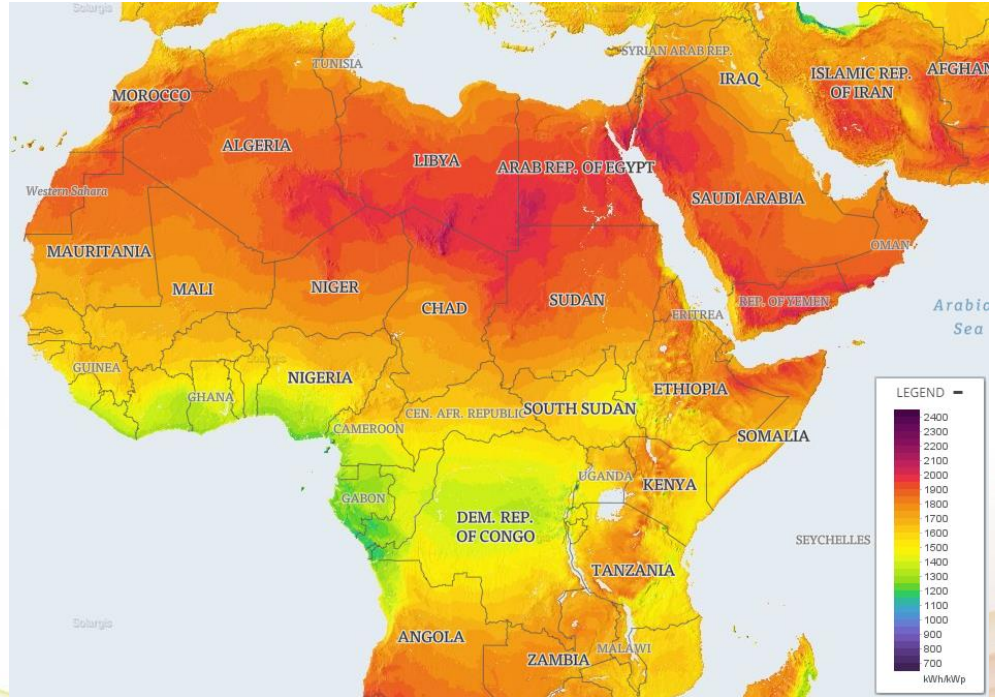 Solargis
Solargis
TUNISIA
SYRIAN ARAB REP.
IRAQ
ISLAMIC REP.
OF IRAN
AFGHAN
MOROCCO
ALGERIA
LIBYA
ARAB REP. OF EGYPT
Western Sahara
SAUDI ARABIA
MAURITANIA
OMAN
MALI
NIGER
CHAD
SUDAN
REP. OF YEMEN
ERITREA
Arabia
Sea
GUINEA
NIGERIA
GHANA
ETHIOPIA
CEN. AFR. REPUBLIC
SOUTH SUDAN
CAMEROON
SOMALIA
UGANDA
KENYA
GABON
DEM. REP.
OF CONGO
SEYCHELLES
TANZANIA
Solargis
ANGOLA
ZAMBIA
MALAWI
LEGEND
2400
2300
2200
2100
2000
1900
1800
1700
1600
1500
1400
1300
1200
1100
1000
900
800
700
kWh/kWp